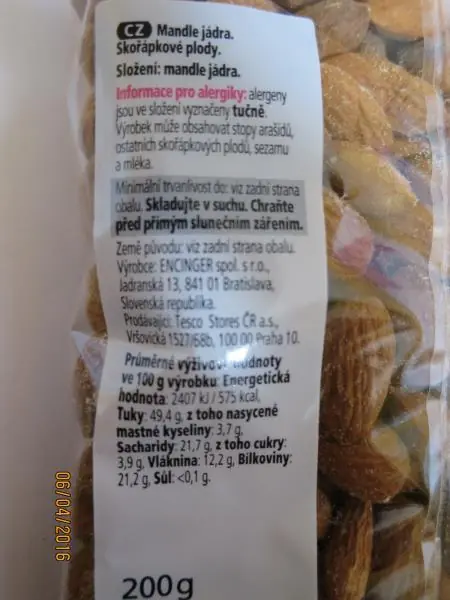 CZ Mandle jádra.
Skořápkové plody.
Složení: mandle jádra.
Informace pro alergiky: alergeny
jsou ve složení vyznačeny tučně.
Výrobek může obsahovat stopy arašídů,
ostatních skořápkových plodů, sezamu
a mléka.
Minimální trvanlivost do: viz zadní strana
obalu. Skladujte v suchu. Chraňte
před přímým slunečním zářením.
Země původu: viz zadní strana obalu.
Výrobce: ENCINGER spol. s r.o.,
Jadranská 13, 841 01 Bratislava,
Slovenská republika.
Prodávající: Tesco Stores ČR a.s.,
Vršovická 1527/68b, 100 00 Praha 10.
Průměrné výživové hodnoty
ve 100 g výrobku: Energetická
hodnota: 2407 kJ / 575 kcal,
Tuky: 49,4 g, z toho nasycené
mastné kyseliny: 3,7 g,
Sacharidy: 21,7 g, z toho cukry:
3,9 g, Vláknina: 12,2 g, Bílkoviny:
21,2 g, Sůl: <0,1 g.
200g
06/04/2016